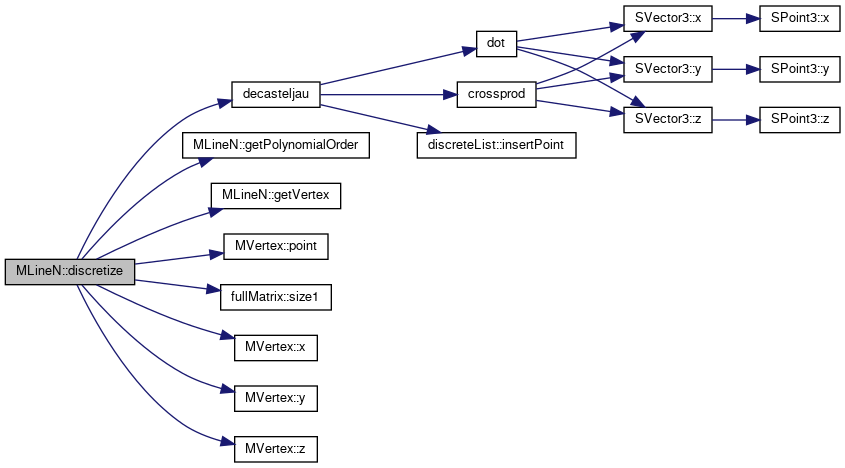 SVector3::x
SPoint3::x
dot
SVector3::y
SPoint3::y
decasteljau
crossprod
SVector3::z
SPoint3::z
MLineN::getPolynomialOrder
discreteList::insertPoint
MLineN::getVertex
MVertex::point
MLineN::discretize
fullMatrix::size1
MVertex::x
MVertex::y
MVertex::z